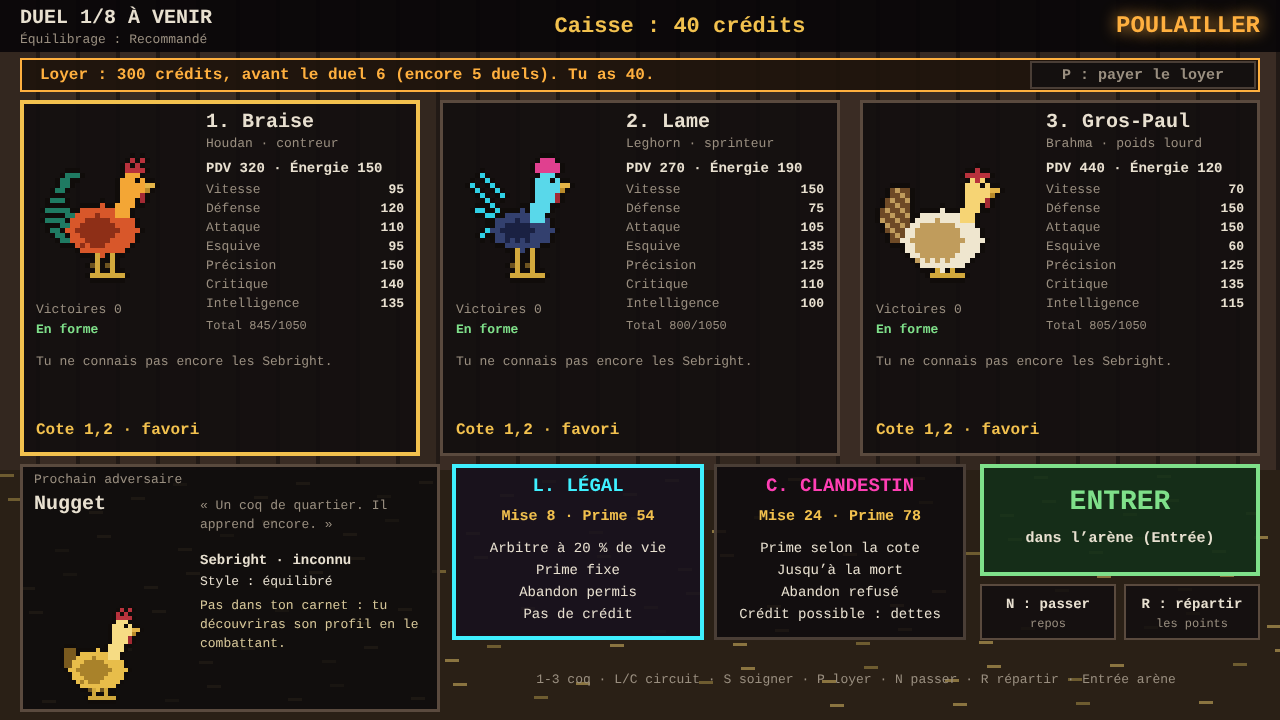 DUEL 1/8 À VENIR
Équilibrage : Recommandé
Caisse : 40 crédits
POULAILLER
Loyer : 300 crédits, avant le duel 6 (encore 5 duels). Tu as 40.
P : payer le loyer
1. Braise
Houdan · contreur
PDV 320 · Énergie 150
Vitesse 95
Défense 120
Attaque 110
Esquive 95
Précision 150
Critique 140
Intelligence 135
Total 845/1050
Victoires 0
En forme
Tu ne connais pas encore les Sebright.
Cote 1,2 · favori
2. Lame
Leghorn · sprinteur
PDV 270 · Énergie 190
Vitesse 150
Défense 75
Attaque 105
Esquive 135
Précision 125
Critique 110
Intelligence 100
Total 800/1050
Victoires 0
En forme
Tu ne connais pas encore les Sebright.
Cote 1,2 · favori
3. Gros-Paul
Brahma · poids lourd
PDV 440 · Énergie 120
Vitesse 70
Défense 150
Attaque 150
Esquive 60
Précision 125
Critique 135
Intelligence 115
Total 805/1050
Victoires 0
En forme
Tu ne connais pas encore les Sebright.
Cote 1,2 · favori
Prochain adversaire
Nugget
« Un coq de quartier. Il
apprend encore. »
Sebright · inconnu
Style : équilibré
Pas dans ton carnet : tu
découvriras son profil en le
combattant.
L. LÉGAL
Mise 8 · Prime 54
Arbitre à 20 % de vie
Prime fixe
Abandon permis
Pas de crédit
C. CLANDESTIN
Mise 24 · Prime 78
Prime selon la cote
Jusqu’à la mort
Abandon refusé
Crédit possible : dettes
ENTRER
dans l’arène (Entrée)
N : passer
repos
R : répartir
les points
1-3 coq · L/C circuit · S soigner · P loyer · N passer · R répartir · Entrée arène